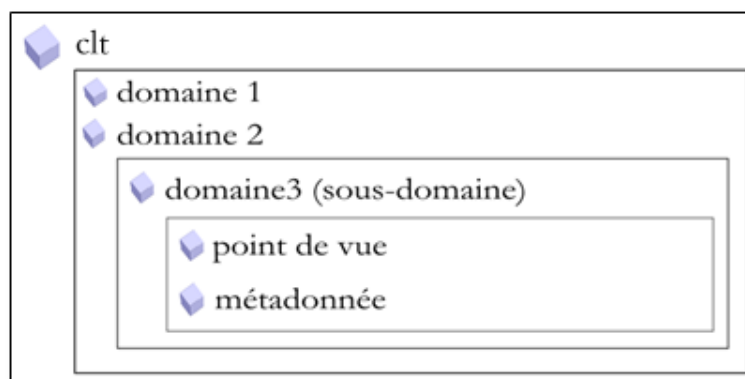 clt
domaine 1
domaine 2
domaine3 (sous-domaine)
point de vue
métadonnée